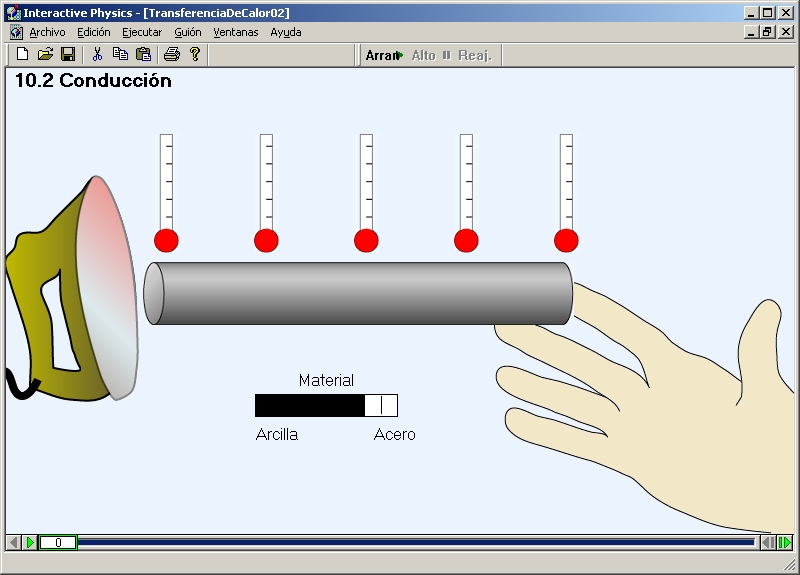 Interactive Physics - [TransferenciaDeCalor02]
Archivo Edición Ejecutar Guión Ventanas Ayuda
Arran Alto Reaj.
10.2 Conducción
Material
Arcilla Acero
0